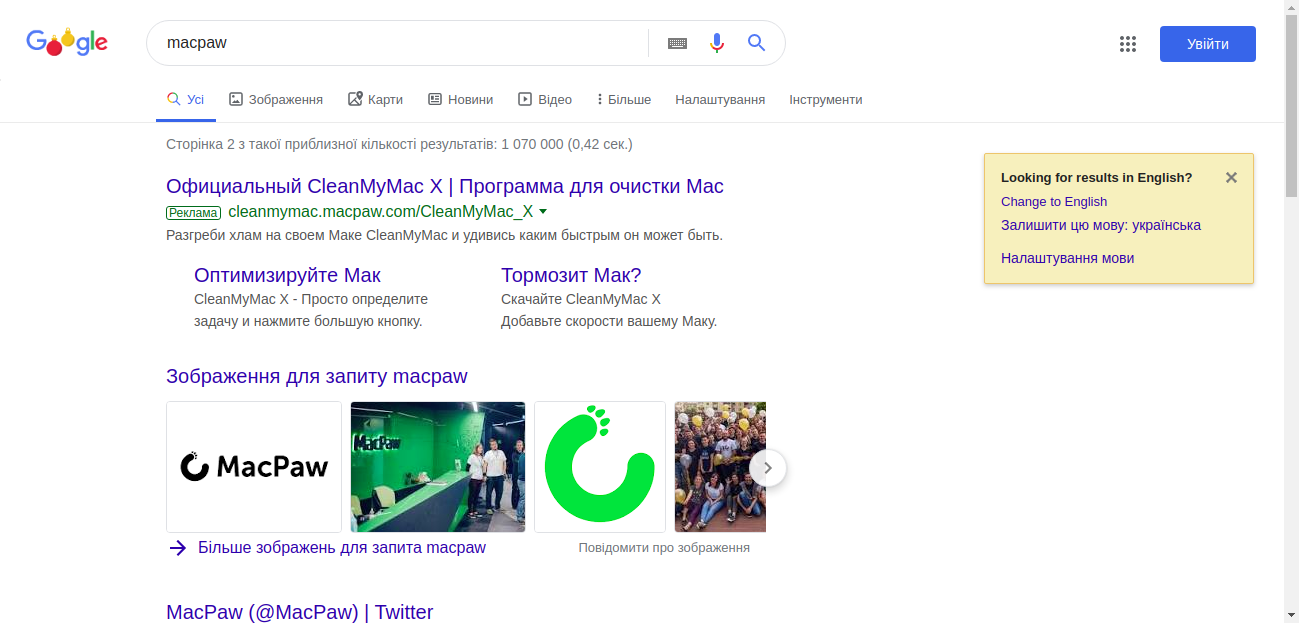 Google
macpaw
Увійти
Усі Зображення Карти Новини Відео Більше Налаштування Інструменти
Сторінка 2 з такої приблизної кількості результатів: 1 070 000 (0,42 сек.)
Официальный CleanMyMac X | Программа для очистки Mac
Реклама cleanmymac.macpaw.com/CleanMyMac_X
Разгреби хлам на своем Маке CleanMyMac и удивись каким быстрым он может быть.
Оптимизируйте Мак
CleanMyMac X - Просто определите
задачу и нажмите большую кнопку.
Тормозит Мак?
Скачайте CleanMyMac X
Добавьте скорости вашему Маку.
Looking for results in English?
Change to English
Залишити цю мову: українська
Налаштування мови
Зображення для запиту macpaw
MacPaw
MacPaw
Більше зображень для запита macpaw
Повідомити про зображення
MacPaw (@MacPaw) | Twitter